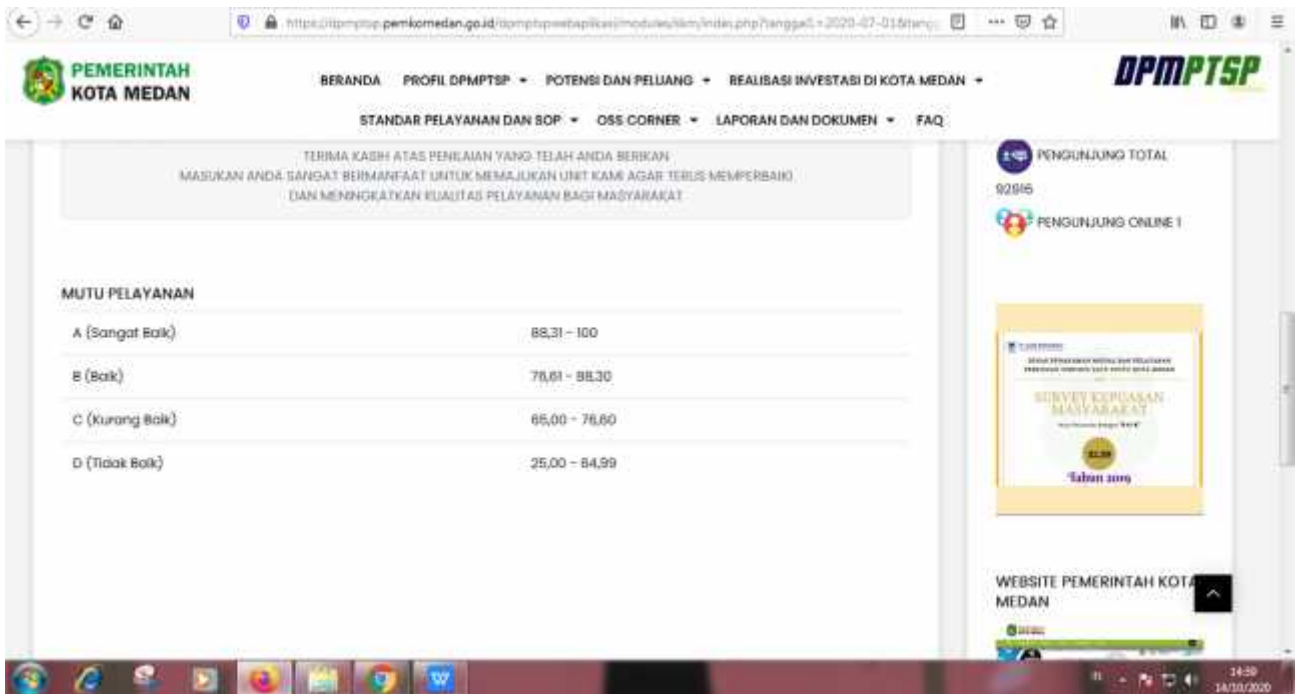 PEMERINTAH
KOTA MEDAN
BERANDA PROFIL DPMPTSP POTENSI DAN PELUANG REALISASI INVESTASI DI KOTA MEDAN
DPMPTSP
STANDAR PELAYANAN DAN SOP OSS CORNER LAPORAN DAN DOKUMEN FAQ
TERIMA KASIH ATAS PENILAIAN YANG TELAH ANDA BERIKAN
MASUKAN ANDA SANGAT BERMANFAAT UNTUK MEMAJUKAN UNIT KAMI AGAR TERUS MEMPERBAIKI
DAN MENINGKATKAN KUALITAS PELAYANAN BAGI MASYARAKAT
PENGUNJUNG TOTAL
92916
PENGUNJUNG ONLINE 1
MUTU PELAYANAN
A (Sangat Baik) 88,31 - 100
B (Baik) 76,61 - 88,30
C (Kurang Baik) 65,00 - 76,60
D (Tidak Baik) 25,00 - 64,99
SURVEY KEPUASAN
MASYARAKAT
Tahun 2019
WEBSITE PEMERINTAH KOTA
MEDAN
14:59
14/10/2020